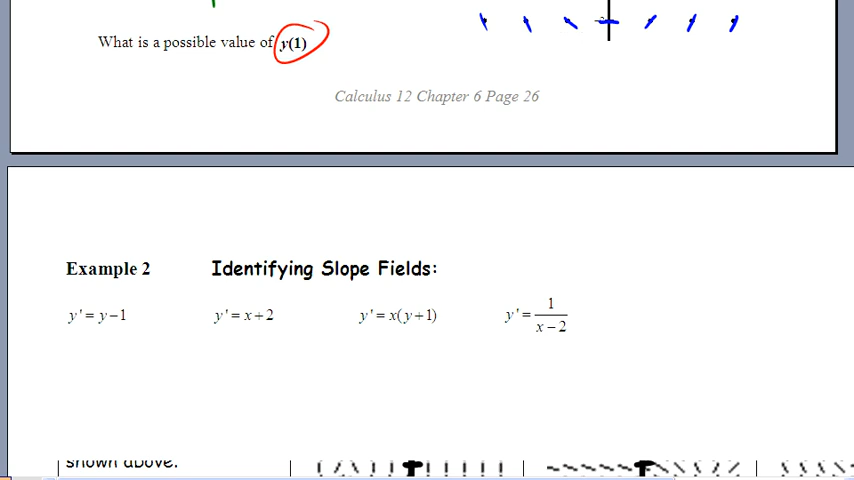 What is a possible value of y(1)
Calculus 12 Chapter 6 Page 26
Example 2 Identifying Slope Fields:
y' = y − 1 y' = x + 2 y' = x(y + 1) y' = 1/(x − 2)
shown above.